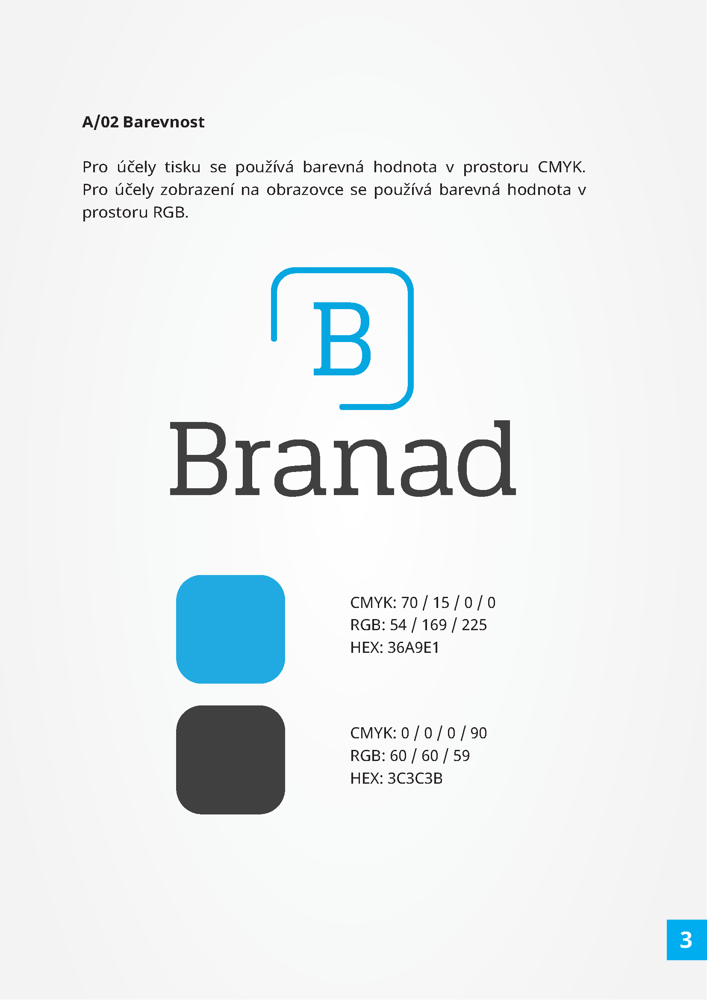 A/02 Barevnost
Pro účely tisku se používá barevná hodnota v prostoru CMYK.
Pro účely zobrazení na obrazovce se používá barevná hodnota v
prostoru RGB.
B
Branad
CMYK: 70 / 15 / 0 / 0
RGB: 54 / 169 / 225
HEX: 36A9E1
CMYK: 0 / 0 / 0 / 90
RGB: 60 / 60 / 59
HEX: 3C3C3B
3